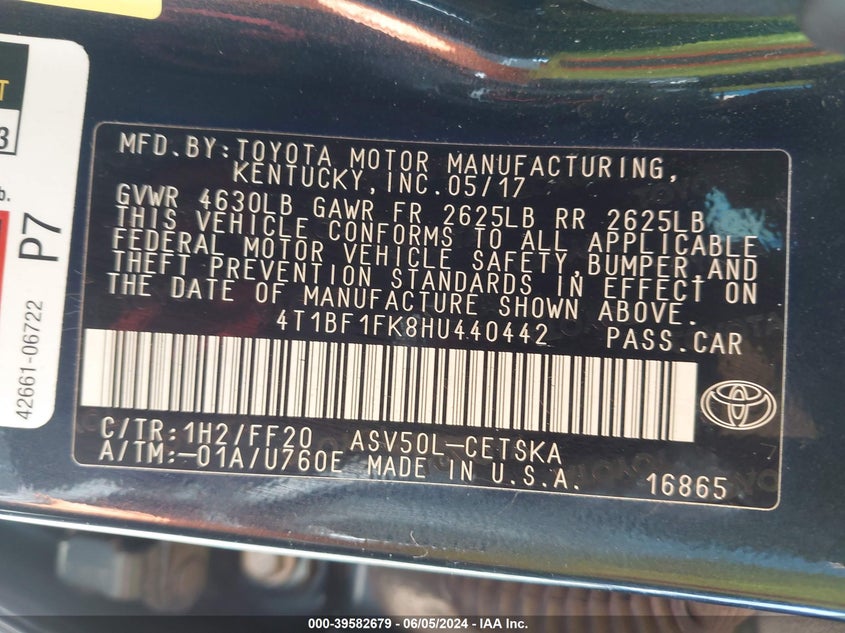 MFD.BY:TOYOTA MOTOR MANUFACTURING,
KENTUCKY,INC.05/17
GVWR 4630LB GAWR FR 2625LB RR 2625LB
THIS VEHICLE CONFORMS TO ALL APPLICABLE
FEDERAL MOTOR VEHICLE SAFETY,BUMPER,AND
THEFT PREVENTION STANDARDS IN EFFECT ON
THE DATE OF MANUFACTURE SHOWN ABOVE.
4T1BF1FK8HU440442 PASS.CAR
C/TR:1H2/FF20 ASV50L-CETSKA
A/TM:-01A/U760E MADE IN U.S.A. 16865
P7
42661-06722
000-39582679 - 06/05/2024 - IAA, Inc.